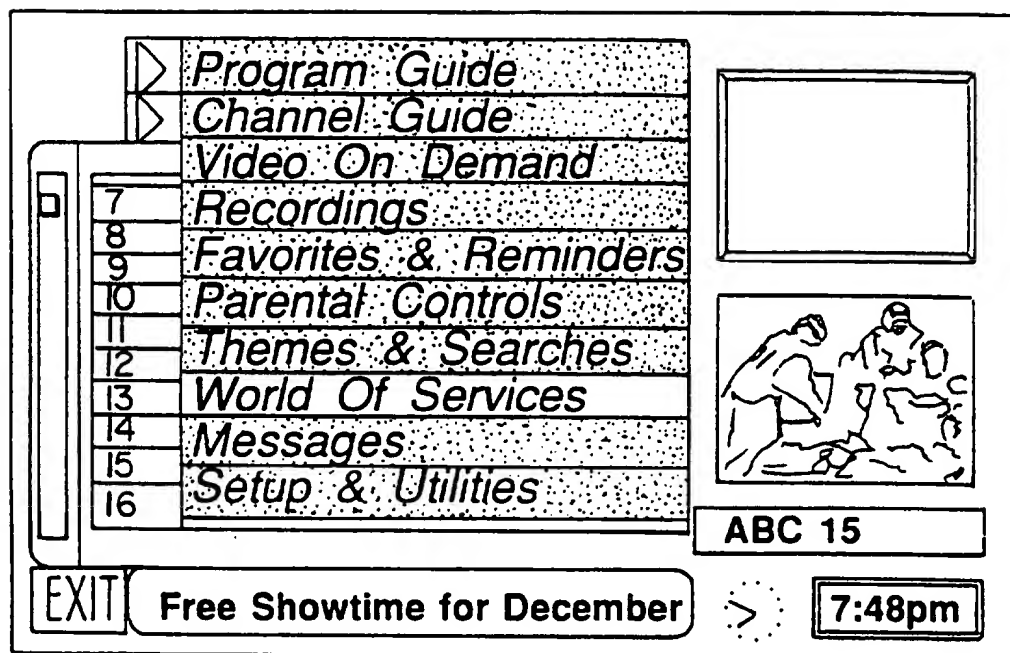 Program Guide
Channel Guide
Video On Demand
7 Recordings
8
9 Favorites & Reminders
10 Parental Controls
11
12 Themes & Searches
13 World Of Services
14 Messages
15
16 Setup & Utilities
ABC 15
EXIT Free Showtime for December 7:48pm